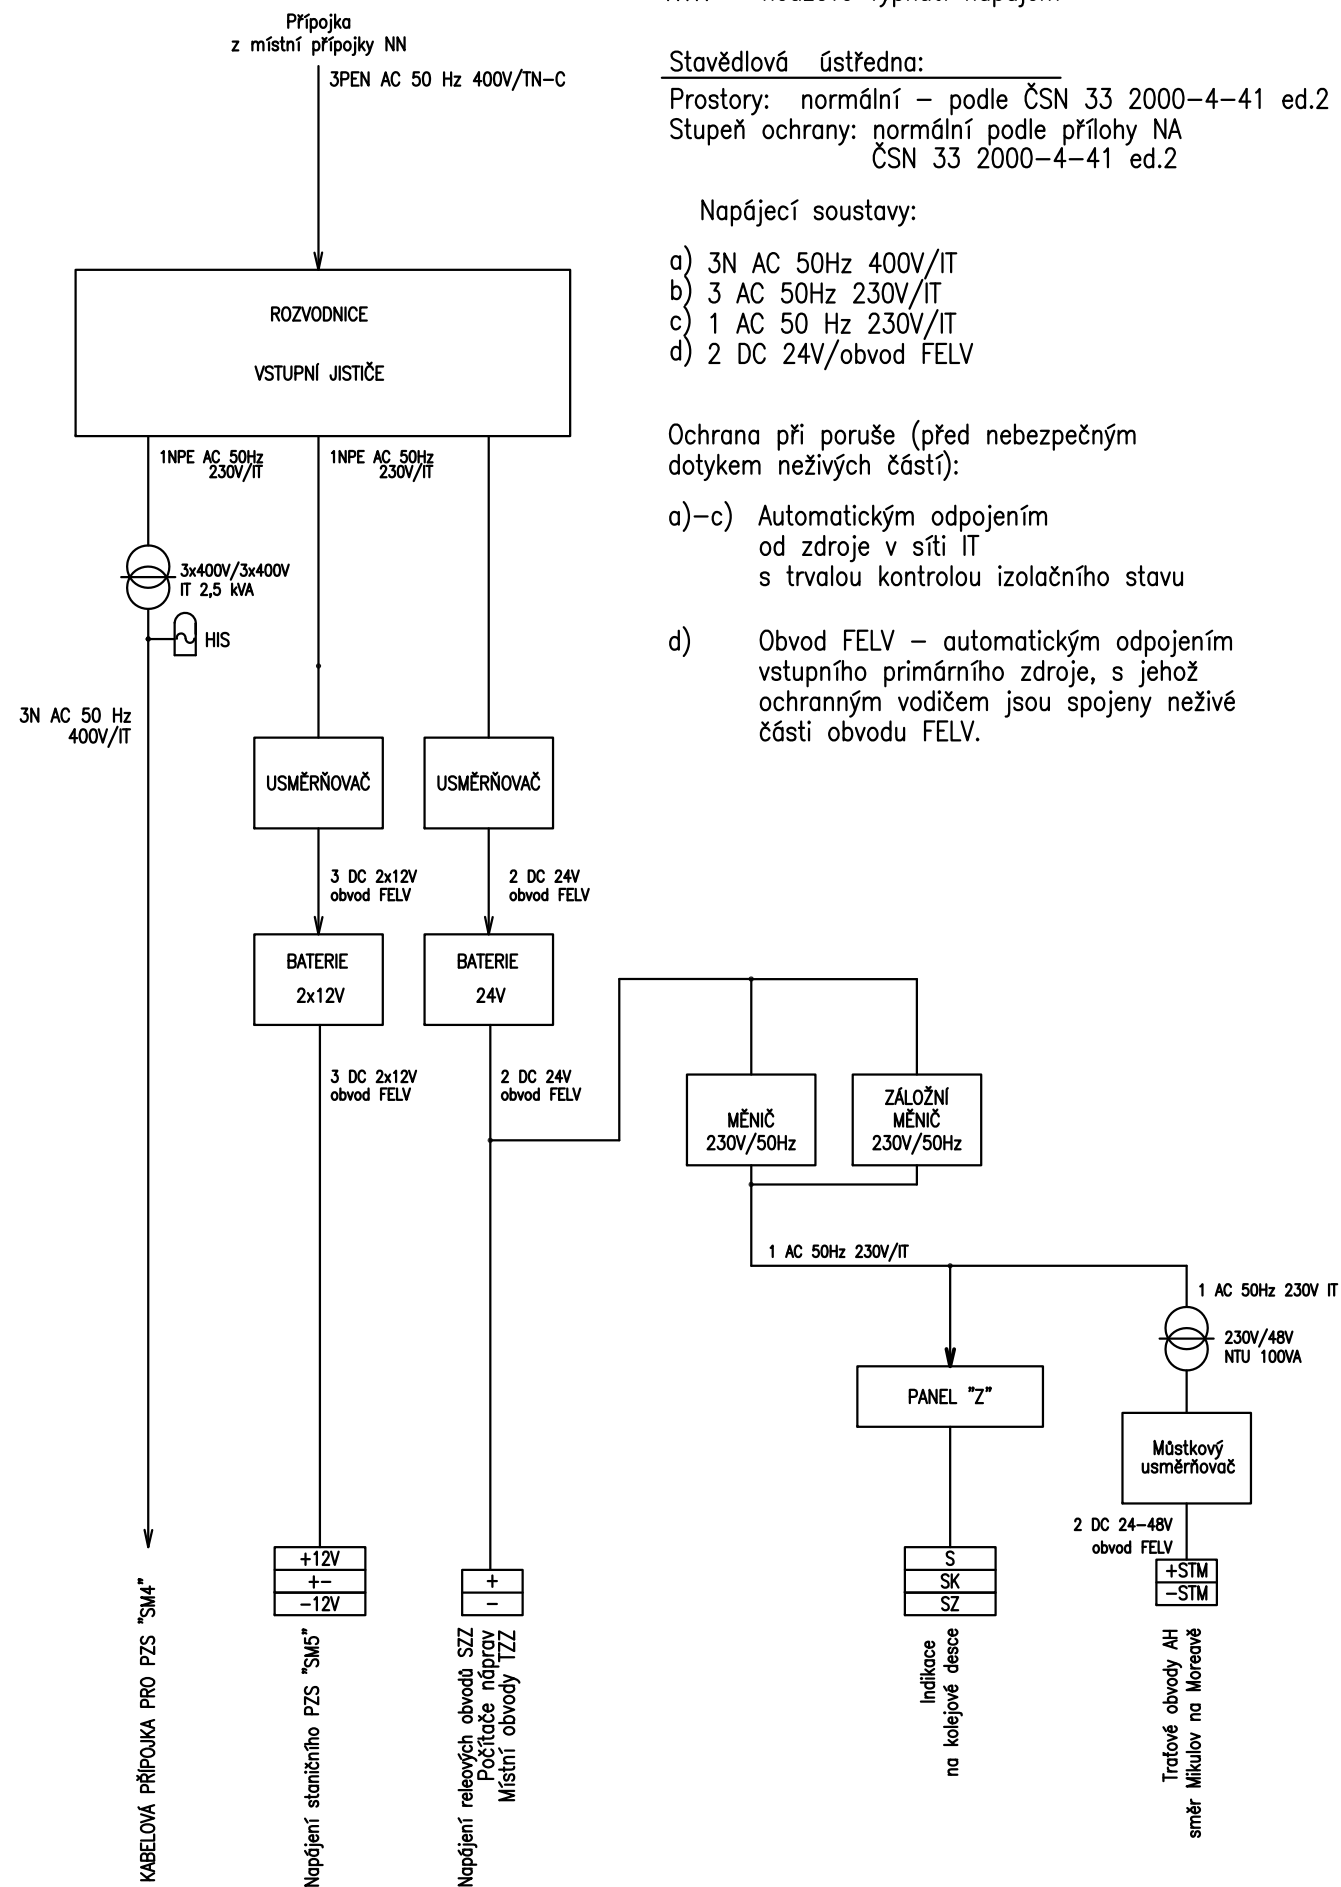 Přípojka
z místní přípojky NN
3PEN AC 50 Hz 400V/TN-C
Stavědlová ústředna:
Prostory: normální – podle ČSN 33 2000-4-41 ed.2
Stupeň ochrany: normální podle přílohy NA
ČSN 33 2000-4-41 ed.2
Napájecí soustavy:
a) 3N AC 50Hz 400V/IT
b) 3 AC 50Hz 230V/IT
c) 1 AC 50 Hz 230V/IT
d) 2 DC 24V/obvod FELV
Ochrana při poruše (před nebezpečným
dotykem neživých částí):
a)-c) Automatickým odpojením
od zdroje v síti IT
s trvalou kontrolou izolačního stavu
d) Obvod FELV – automatickým odpojením
vstupního primárního zdroje, s jehož
ochranným vodičem jsou spojeny neživé
části obvodu FELV.
ROZVODNICE
VSTUPNÍ JISTIČE
1NPE AC 50Hz
230V/IT
1NPE AC 50Hz
230V/IT
3x400V/3x400V
IT 2,5 kVA
HIS
3N AC 50 Hz
400V/IT
USMĚRŇOVAČ
USMĚRŇOVAČ
3 DC 2x12V
obvod FELV
2 DC 24V
obvod FELV
BATERIE
2x12V
BATERIE
24V
3 DC 2x12V
obvod FELV
2 DC 24V
obvod FELV
MĚNIČ
230V/50Hz
ZÁLOŽNÍ
MĚNIČ
230V/50Hz
1 AC 50Hz 230V/IT
1 AC 50Hz 230V IT
230V/48V
NTU 100VA
PANEL "Z"
Můstkový
usměrňovač
2 DC 24-48V
obvod FELV
+12V
+-
-12V
+
-
S
SK
SZ
+STM
-STM
KABELOVÁ PŘÍPOJKA PRO PZS "SM4"
Napájení staničního PZS "SM5"
Napájení releových obvodů SZZ
Počítače náprav
Místní obvody TZZ
Indikace
na kolejové desce
Traťové obvody AH
směr Mikulov na Moreavě